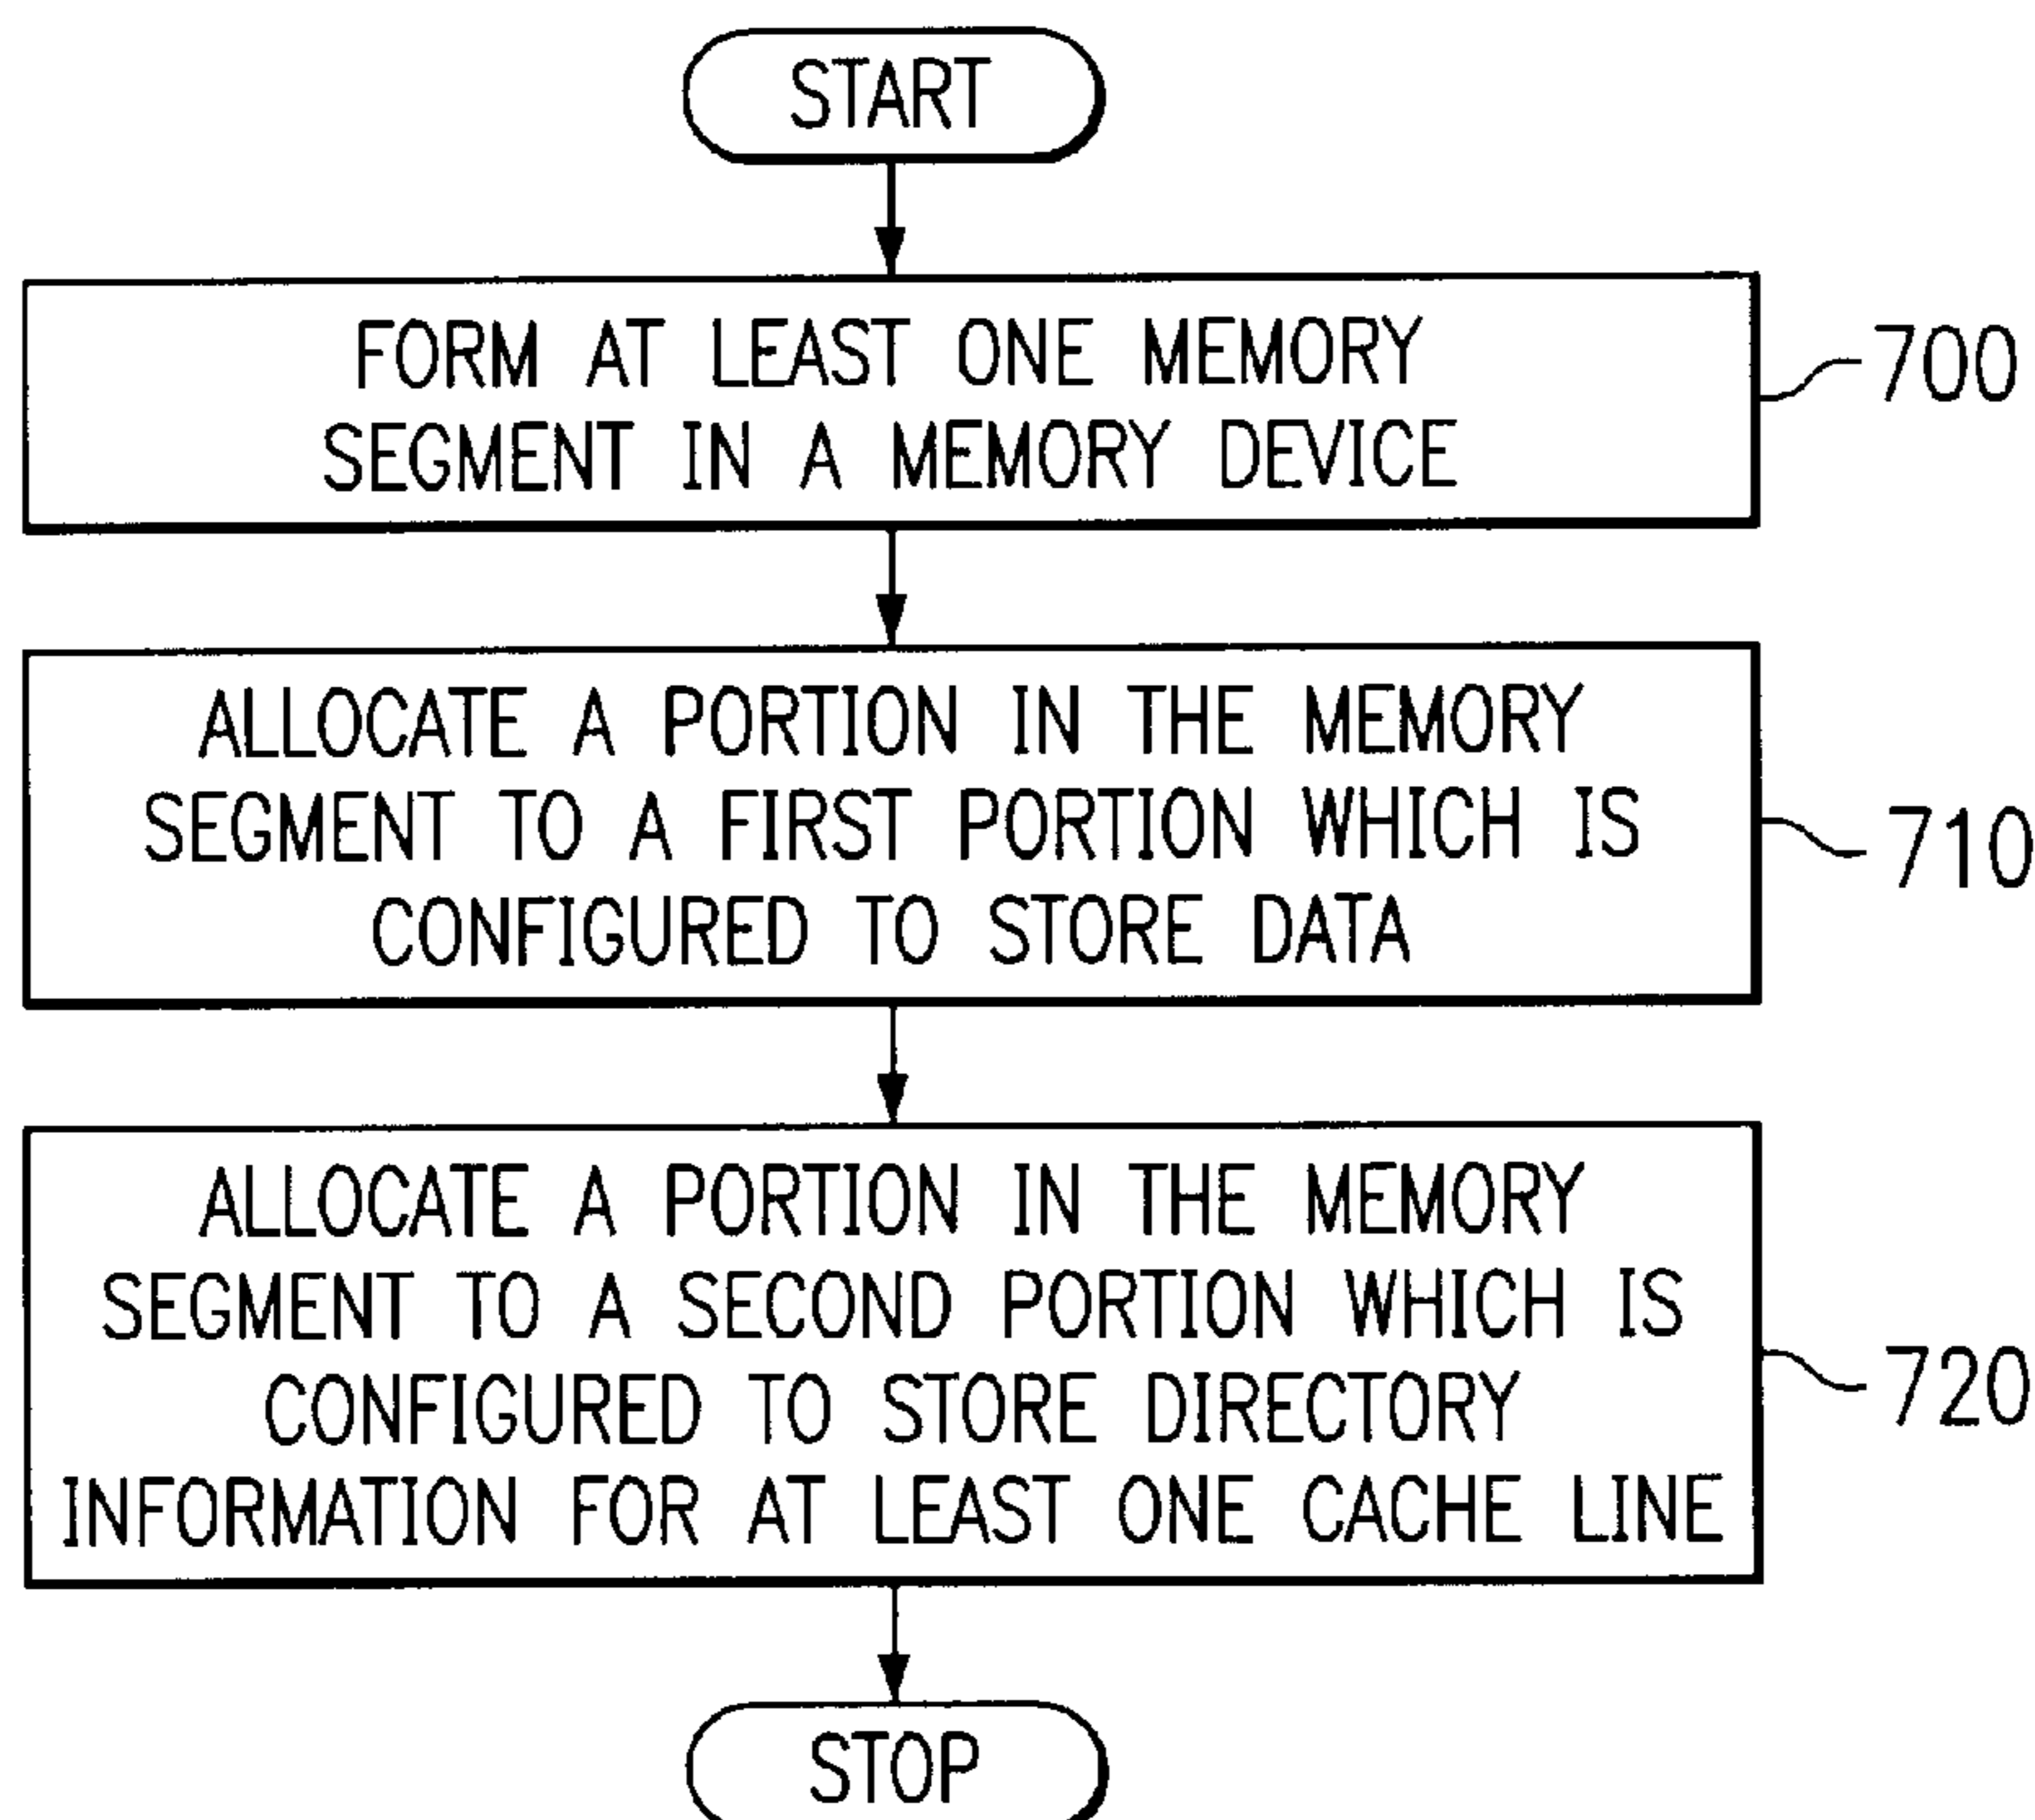 START
FORM AT LEAST ONE MEMORY
SEGMENT IN A MEMORY DEVICE
700
ALLOCATE A PORTION IN THE MEMORY
SEGMENT TO A FIRST PORTION WHICH IS
CONFIGURED TO STORE DATA
710
ALLOCATE A PORTION IN THE MEMORY
SEGMENT TO A SECOND PORTION WHICH IS
CONFIGURED TO STORE DIRECTORY
INFORMATION FOR AT LEAST ONE CACHE LINE
720
STOP